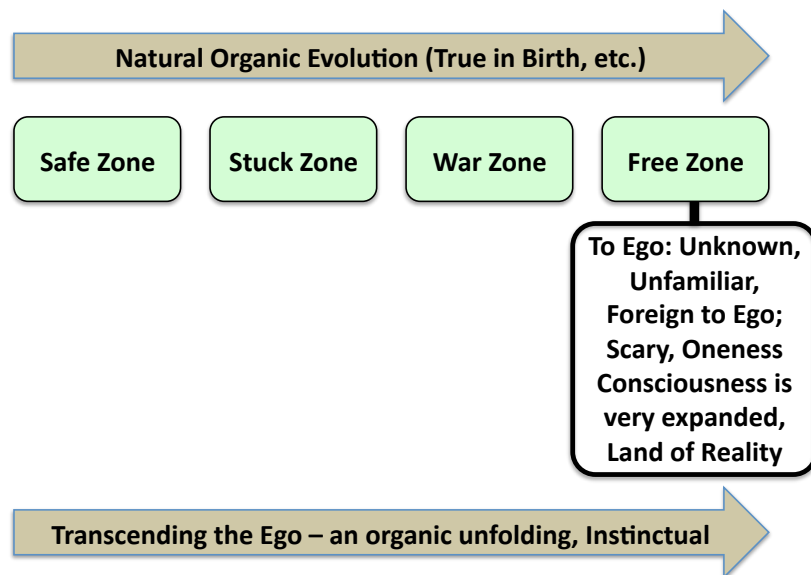 Natural Organic Evolution (True in Birth, etc.)
Safe Zone
Stuck Zone
War Zone
Free Zone
To Ego: Unknown,
Unfamiliar,
Foreign to Ego;
Scary, Oneness
Consciousness is
very expanded,
Land of Reality
Transcending the Ego – an organic unfolding, Instinctual